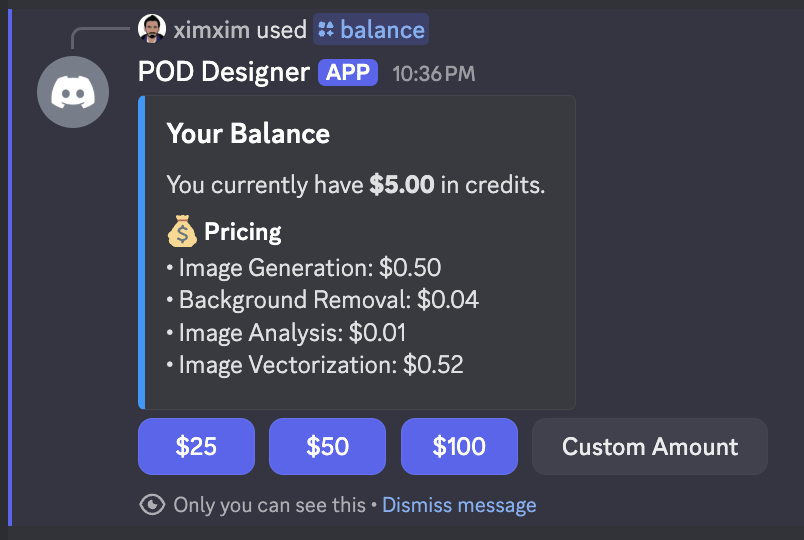 ximxim used balance
POD Designer APP 10:36 PM
Your Balance
You currently have $5.00 in credits.
💰 Pricing
• Image Generation: $0.50
• Background Removal: $0.04
• Image Analysis: $0.01
• Image Vectorization: $0.52
$25 $50 $100 Custom Amount
Only you can see this • Dismiss message